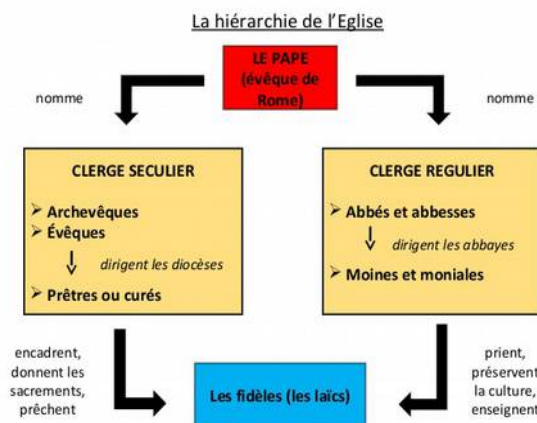 La hiérarchie de l'Eglise
LE PAPE
(évêque de
Rome)
nomme
nomme
CLERGE SECULIER
➢ Archevêques
➢ Évêques
dirigent les diocèses
➢ Prêtres ou curés
CLERGE REGULIER
➢ Abbés et abbesses
dirigent les abbayes
➢ Moines et moniales
encadrent,
donnent les
sacrements,
prêchent
Les fidèles (les laïcs)
prient,
préservent
la culture,
enseignent